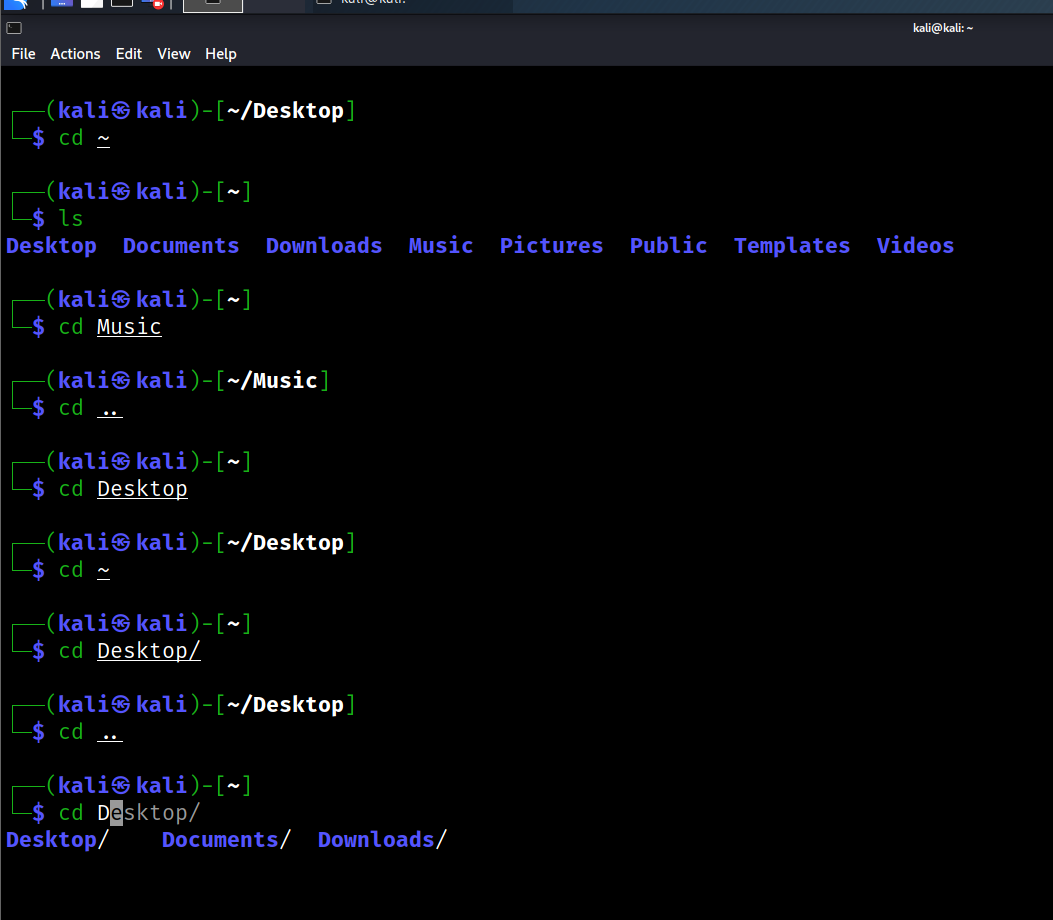 kali@kali: ~
File Actions Edit View Help
┌──(kali㉿kali)-[~/Desktop]
└─$ cd ~
┌──(kali㉿kali)-[~]
└─$ ls
Desktop Documents Downloads Music Pictures Public Templates Videos
┌──(kali㉿kali)-[~]
└─$ cd Music
┌──(kali㉿kali)-[~/Music]
└─$ cd ..
┌──(kali㉿kali)-[~]
└─$ cd Desktop
┌──(kali㉿kali)-[~/Desktop]
└─$ cd ~
┌──(kali㉿kali)-[~]
└─$ cd Desktop/
┌──(kali㉿kali)-[~/Desktop]
└─$ cd ..
┌──(kali㉿kali)-[~]
└─$ cd Desktop/
Desktop/ Documents/ Downloads/